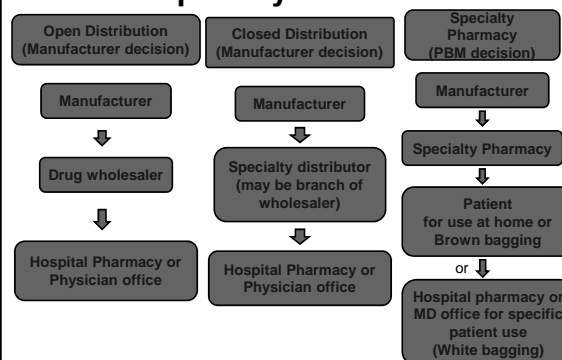 Open Distribution
(Manufacturer decision)
Manufacturer
Drug wholesaler
Hospital Pharmacy or
Physician office
Closed Distribution
(Manufacturer decision)
Manufacturer
Specialty distributor
(may be branch of
wholesaler)
Hospital Pharmacy or
Physician office
Specialty
Pharmacy
(PBM decision)
Manufacturer
Specialty Pharmacy
Patient
for use at home or
Brown bagging
or
Hospital pharmacy or
MD office for specific
patient use
(White bagging)